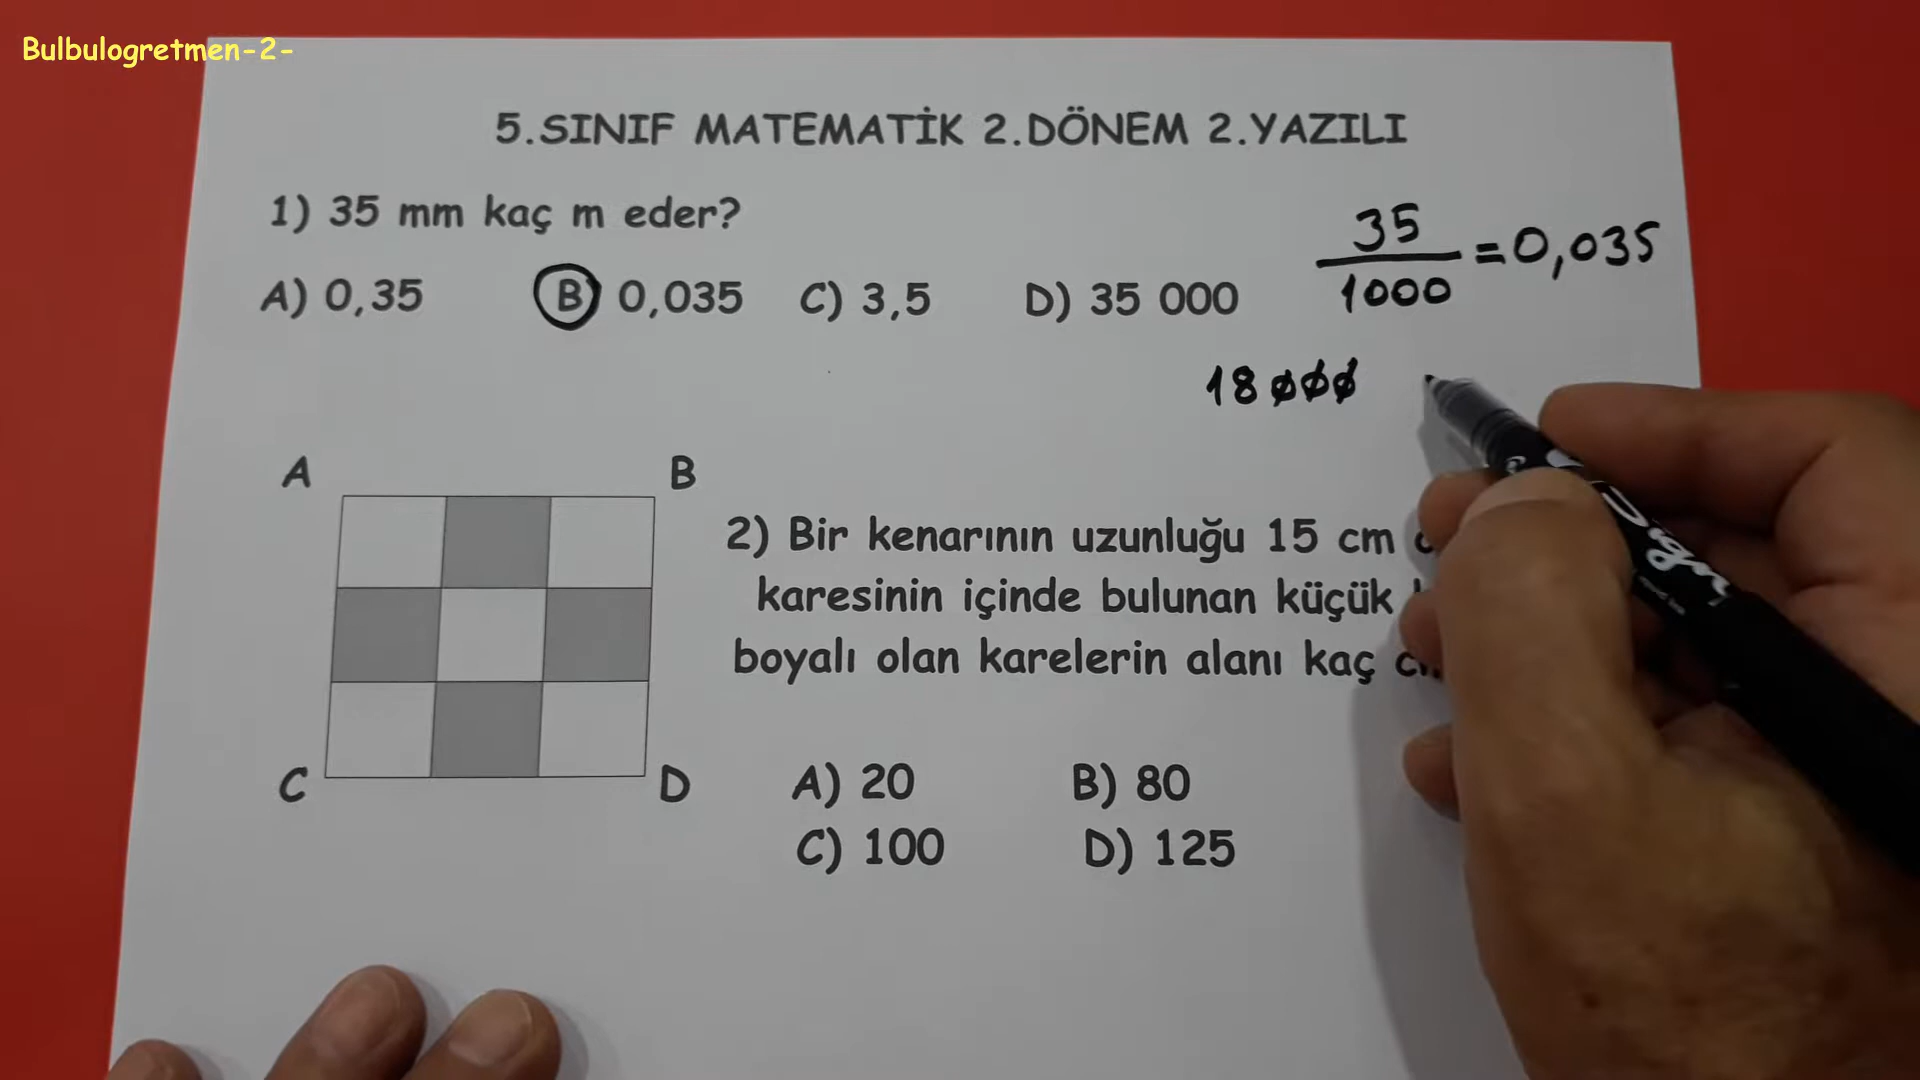 Bulbulogretmen-2-
5.SINIF MATEMATİK 2.DÖNEM 2.YAZILI
1) 35 mm kaç m eder?
A) 0,35 B) 0,035 C) 3,5 D) 35 000
35
1000
=0,035
18000
A
B
C
D
2) Bir kenarının uzunluğu 15 cm
karesinin içinde bulunan küçük
boyalı olan karelerin alanı kaç
A) 20 B) 80
C) 100 D) 125